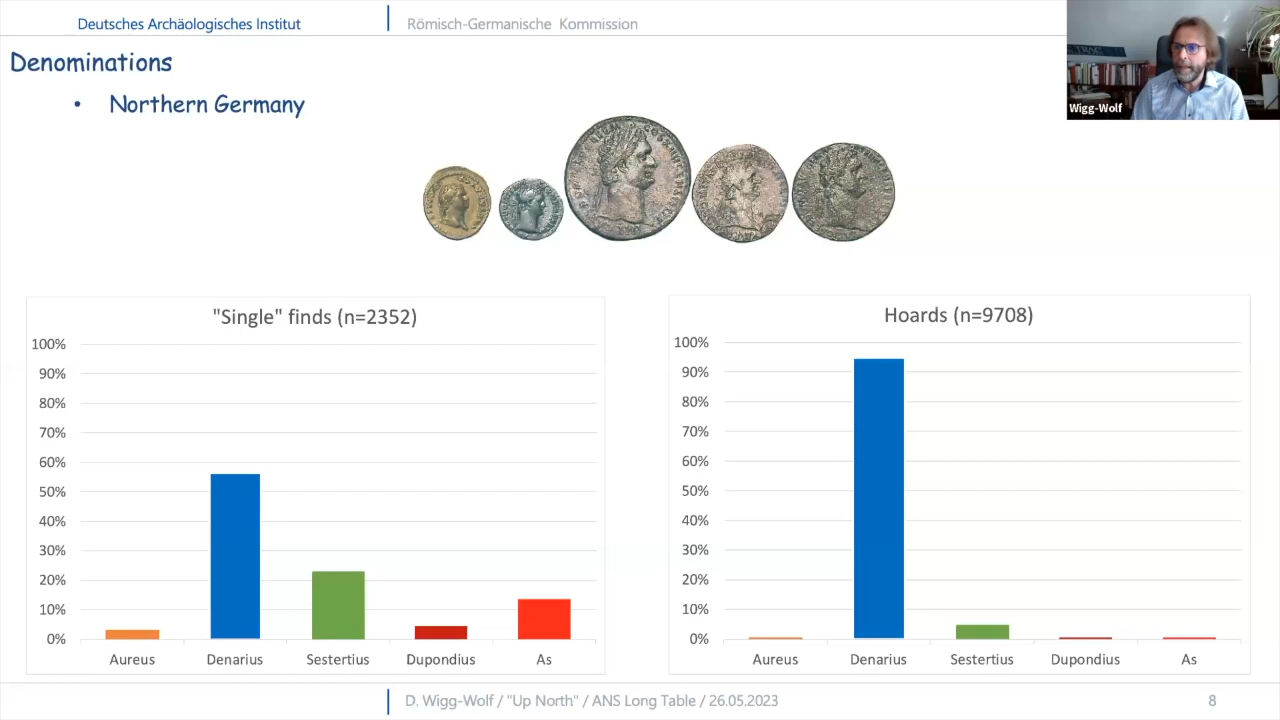 Deutsches Archäologisches Institut
Römisch-Germanische Kommission
Denominations
• Northern Germany
Wigg-Wolf
"Single" finds (n=2352)
100%
90%
80%
70%
60%
50%
40%
30%
20%
10%
0%
Aureus Denarius Sestertius Dupondius As
Hoards (n=9708)
100%
90%
80%
70%
60%
50%
40%
30%
20%
10%
0%
Aureus Denarius Sestertius Dupondius As
D. Wigg-Wolf / "Up North" / ANS Long Table / 26.05.2023
8